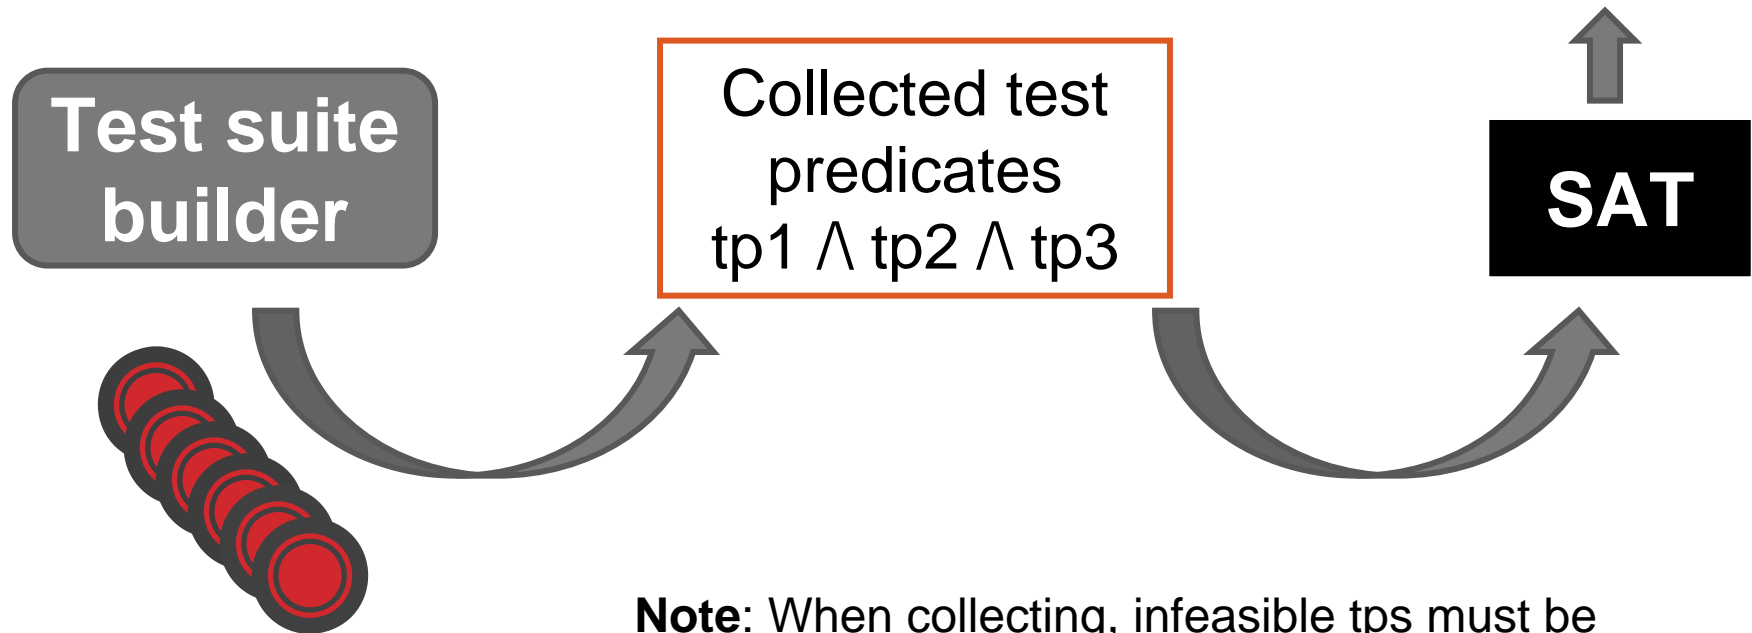 Test suite
builder
Collected test
predicates
tp1 /\ tp2 /\ tp3
SAT
Note: When collecting, infeasible tps must be